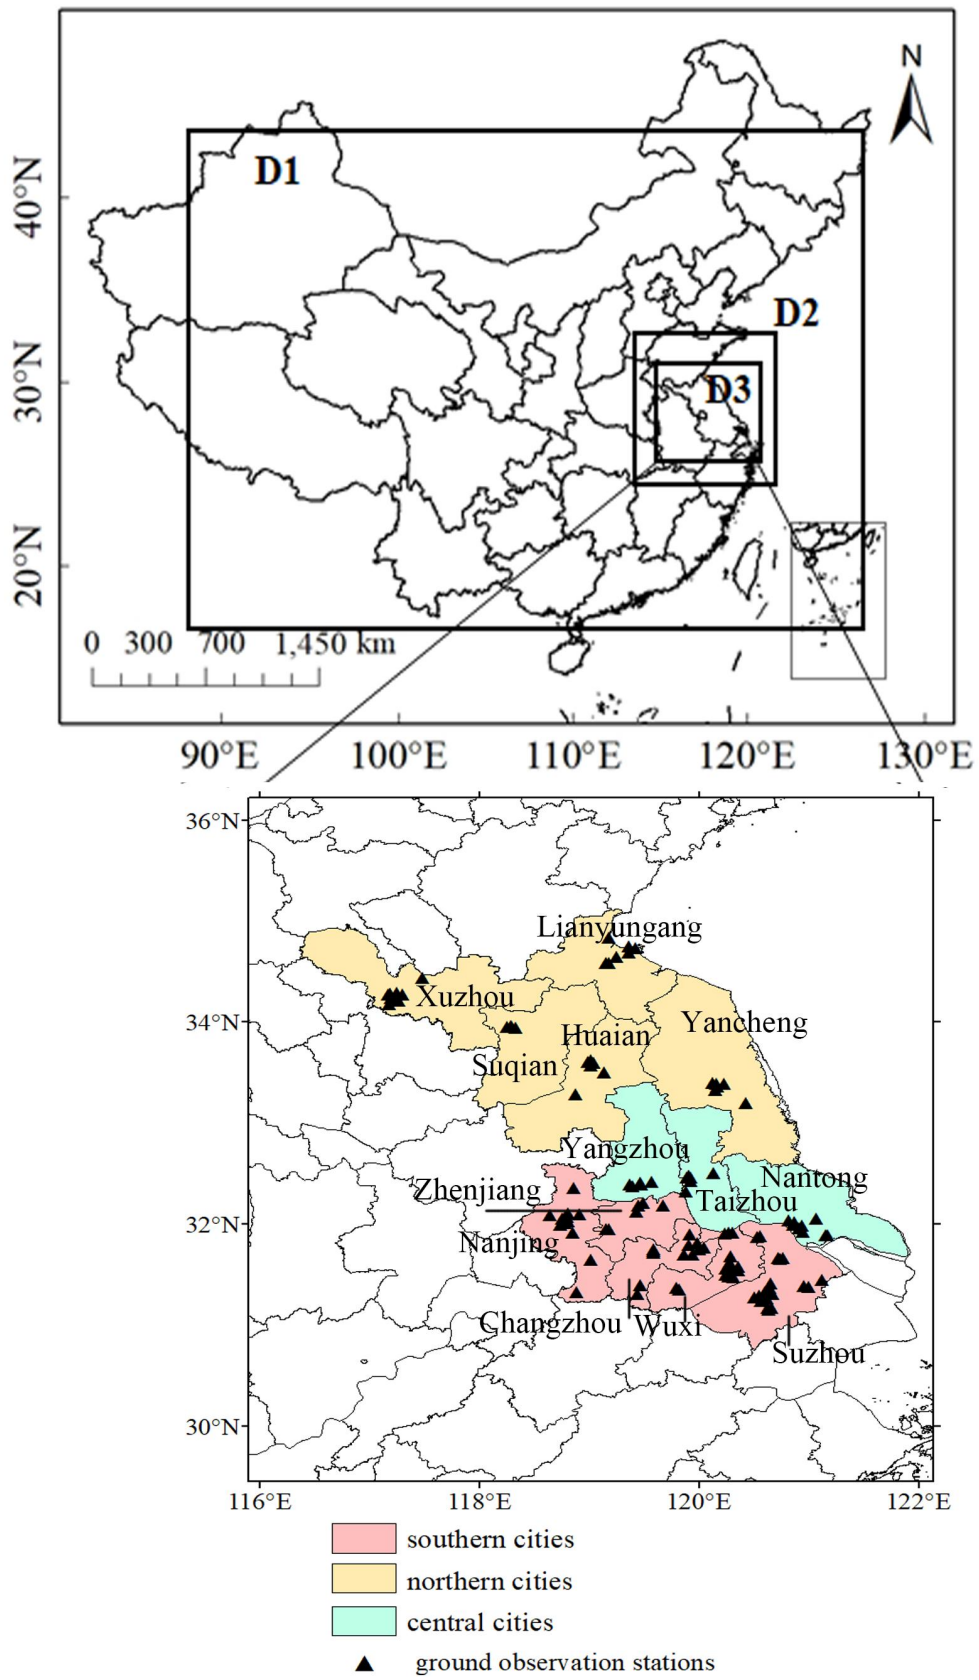 N
D1
40°N
D2
30°N
D3
20°N
0 300 700 1,450 km
90°E 100°E 110°E 120°E 130°E
36°N
Lianyungang
Xuzhou
34°N
Yancheng
Huaian
Suqian
Yangzhou
Nantong
Zhenjiang
Taizhou
32°N
Nanjing
Changzhou
Wuxi
Suzhou
30°N
116°E 118°E 120°E 122°E
southern cities
northern cities
central cities
ground observation stations